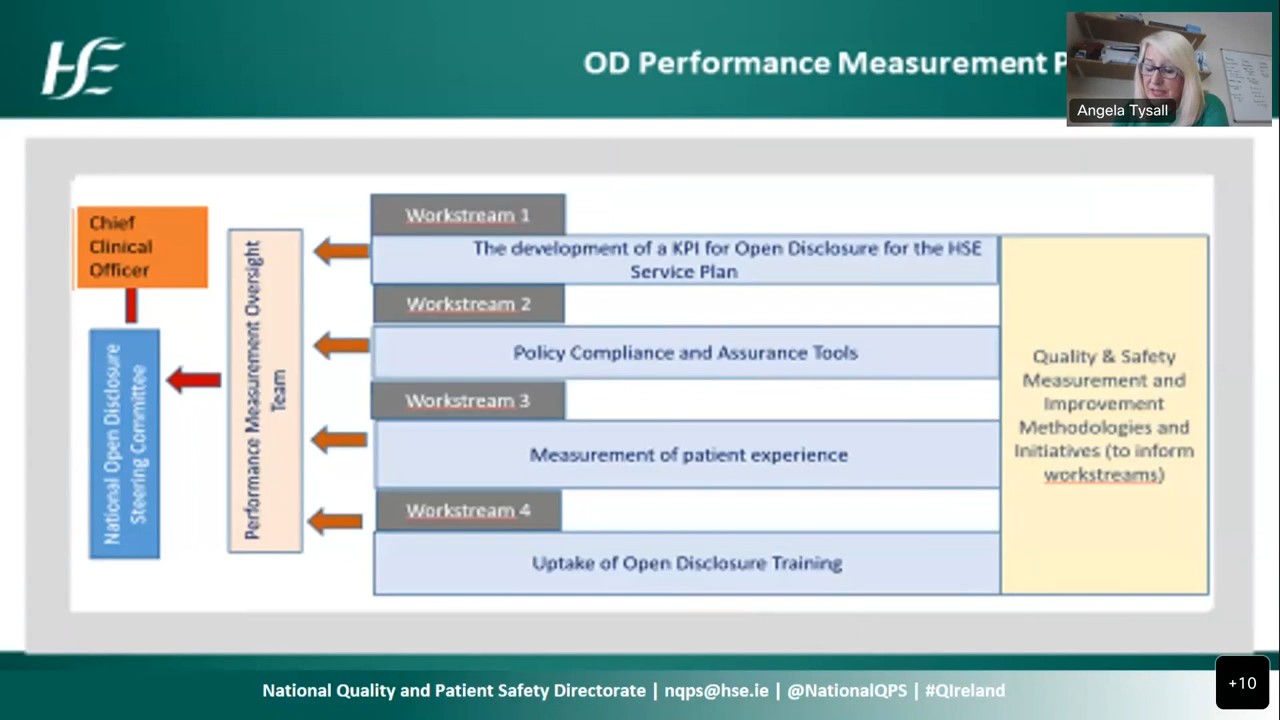 HSE
OD Performance Measurement P
Angela Tysall
Chief
Clinical
Officer
National Open Disclosure
Steering Committee
Performance Measurement Oversight
Team
Workstream 1
The development of a KPI for Open Disclosure for the HSE
Service Plan
Workstream 2
Policy Compliance and Assurance Tools
Workstream 3
Measurement of patient experience
Workstream 4
Uptake of Open Disclosure Training
Quality & Safety
Measurement and
Improvement
Methodologies and
Initiatives (to inform
workstreams)
National Quality and Patient Safety Directorate | nqps@hse.ie | @NationalQPS | #QIreland
+10